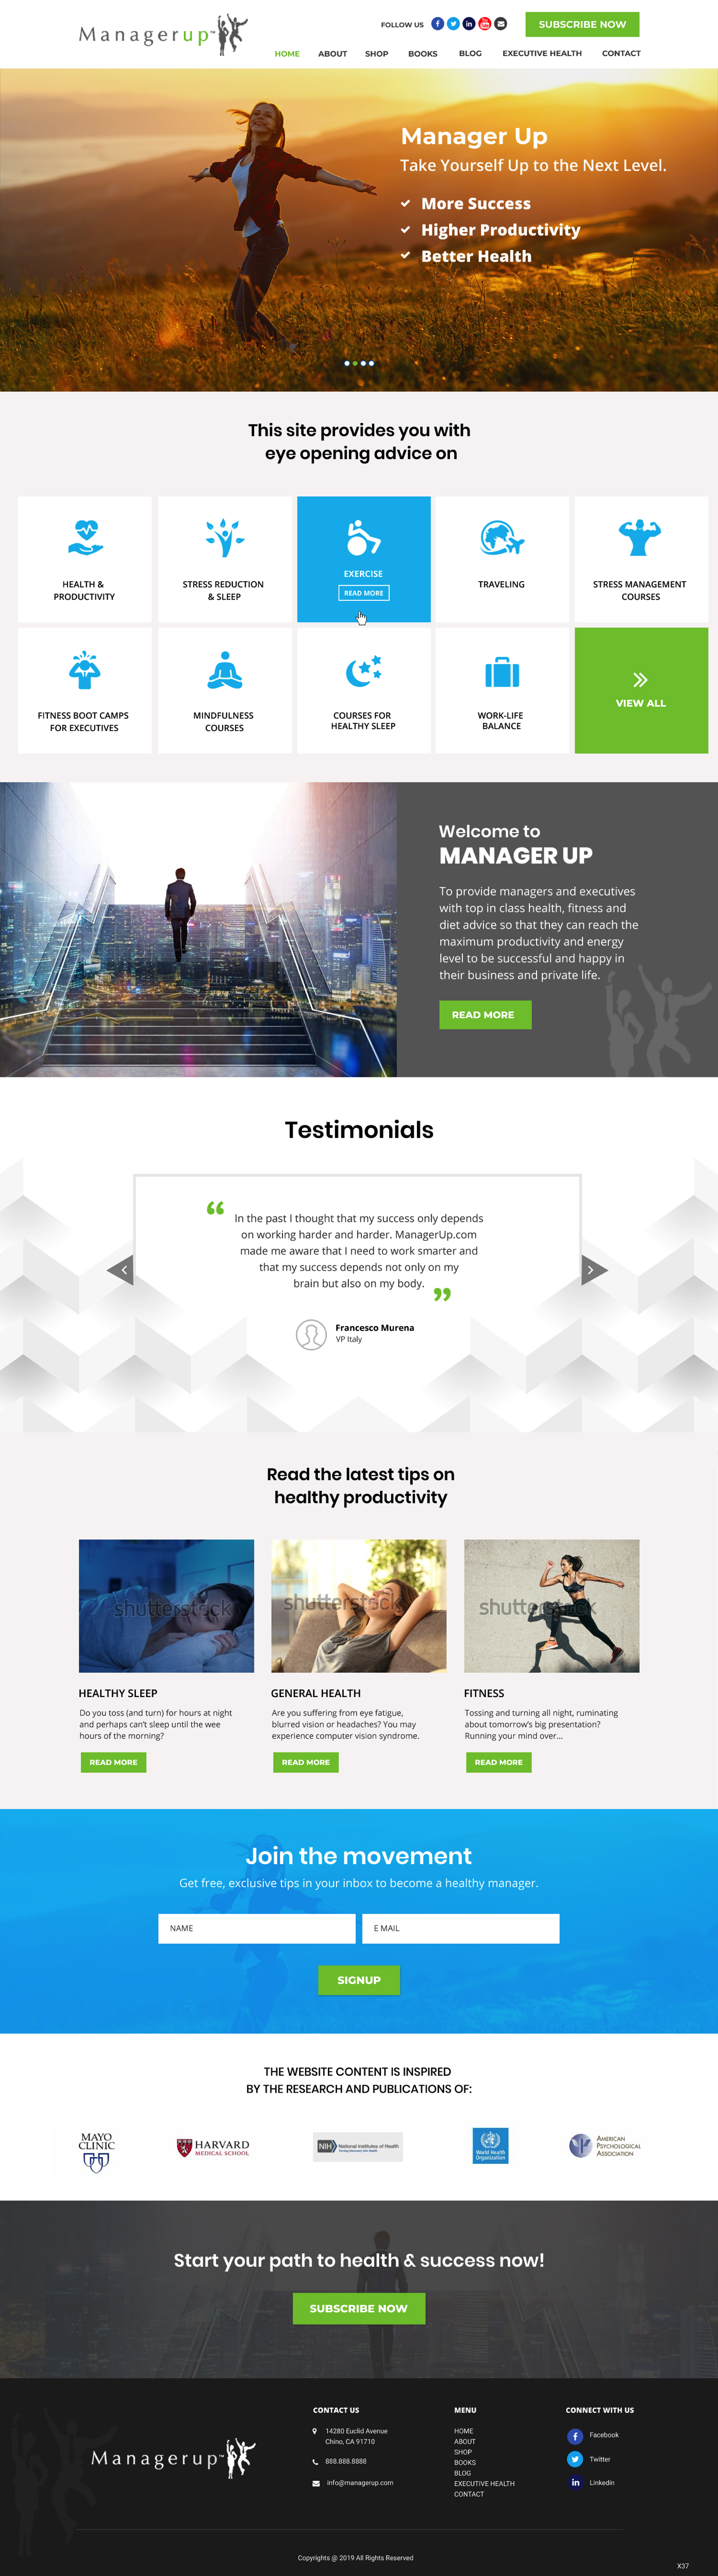 Managerup™
FOLLOW US
SUBSCRIBE NOW
HOME ABOUT SHOP BOOKS BLOG EXECUTIVE HEALTH CONTACT
Manager Up
Take Yourself Up to the Next Level.
More Success
Higher Productivity
Better Health
This site provides you with
eye opening advice on
HEALTH &
PRODUCTIVITY
STRESS REDUCTION
& SLEEP
EXERCISE
READ MORE
TRAVELING
STRESS MANAGEMENT
COURSES
FITNESS BOOT CAMPS
FOR EXECUTIVES
MINDFULNESS
COURSES
COURSES FOR
HEALTHY SLEEP
WORK-LIFE
BALANCE
VIEW ALL
Welcome to
MANAGER UP
To provide managers and executives
with top in class health, fitness and
diet advice so that they can reach the
maximum productivity and energy
level to be successful and happy in
their business and private life.
READ MORE
Testimonials
“ In the past I thought that my success only depends
on working harder and harder. ManagerUp.com
made me aware that I need to work smarter and
that my success depends not only on my
brain but also on my body. ”
Francesco Murena
VP Italy
Read the latest tips on
healthy productivity
shutterstock
shutterstock
shutterstock
HEALTHY SLEEP
Do you toss (and turn) for hours at night
and perhaps can’t sleep until the wee
hours of the morning?
READ MORE
GENERAL HEALTH
Are you suffering from eye fatigue,
blurred vision or headaches? You may
experience computer vision syndrome.
READ MORE
FITNESS
Tossing and turning all night, ruminating
about tomorrow’s big presentation?
Running your mind over...
READ MORE
Join the movement
Get free, exclusive tips in your inbox to become a healthy manager.
NAME
E MAIL
SIGNUP
THE WEBSITE CONTENT IS INSPIRED
BY THE RESEARCH AND PUBLICATIONS OF:
MAYO
CLINIC
HARVARD
MEDICAL SCHOOL
NIH National Institutes of Health
Turning Discovery Into Health
World Health
Organization
AMERICAN
PSYCHOLOGICAL
ASSOCIATION
Start your path to health & success now!
SUBSCRIBE NOW
Managerup™
CONTACT US
14280 Euclid Avenue
Chino, CA 91710
888.888.8888
info@managerup.com
MENU
HOME
ABOUT
SHOP
BOOKS
BLOG
EXECUTIVE HEALTH
CONTACT
CONNECT WITH US
Facebook
Twitter
Linkedin
Copyrights @ 2019 All Rights Reserved
X37